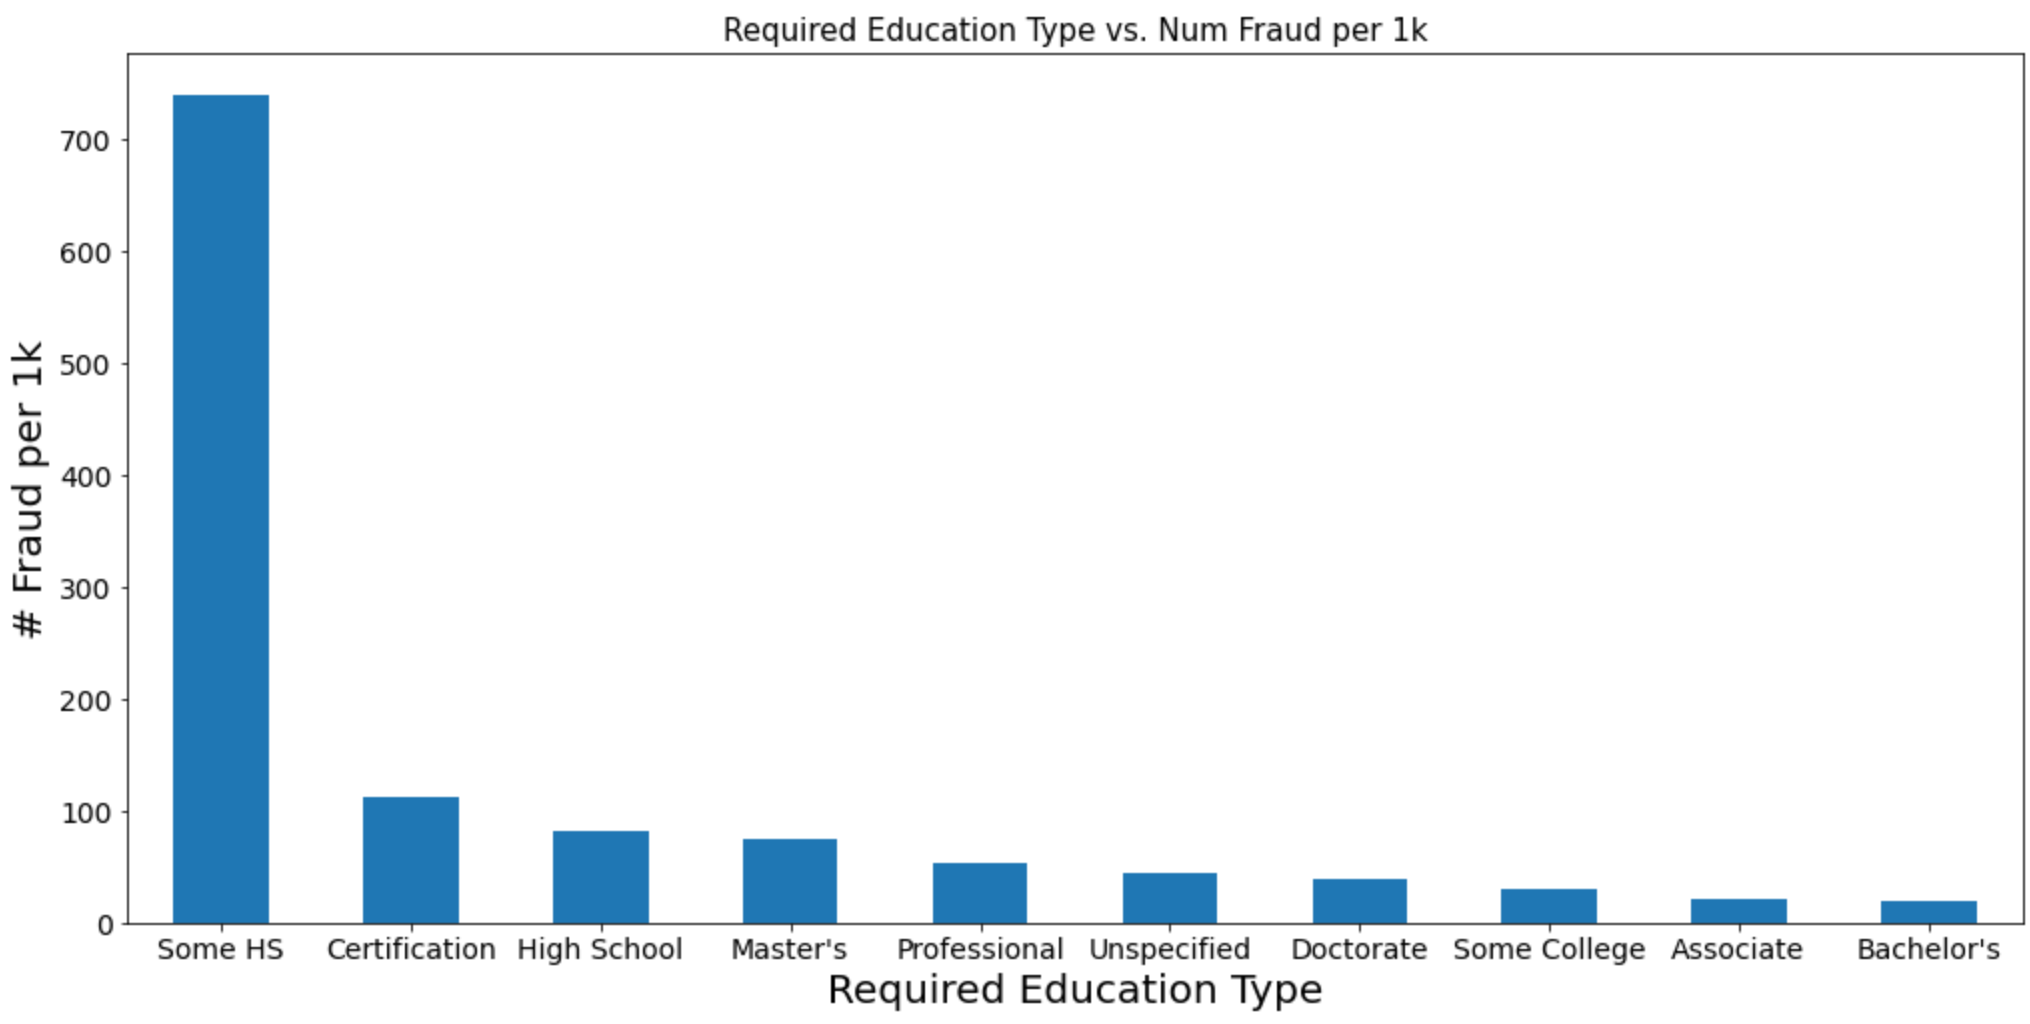 Required Education Type vs. Num Fraud per 1k
# Fraud per 1k
700
600
500
400
300
200
100
0
Some HS Certification High School Master's Professional Unspecified Doctorate Some College Associate Bachelor's
Required Education Type